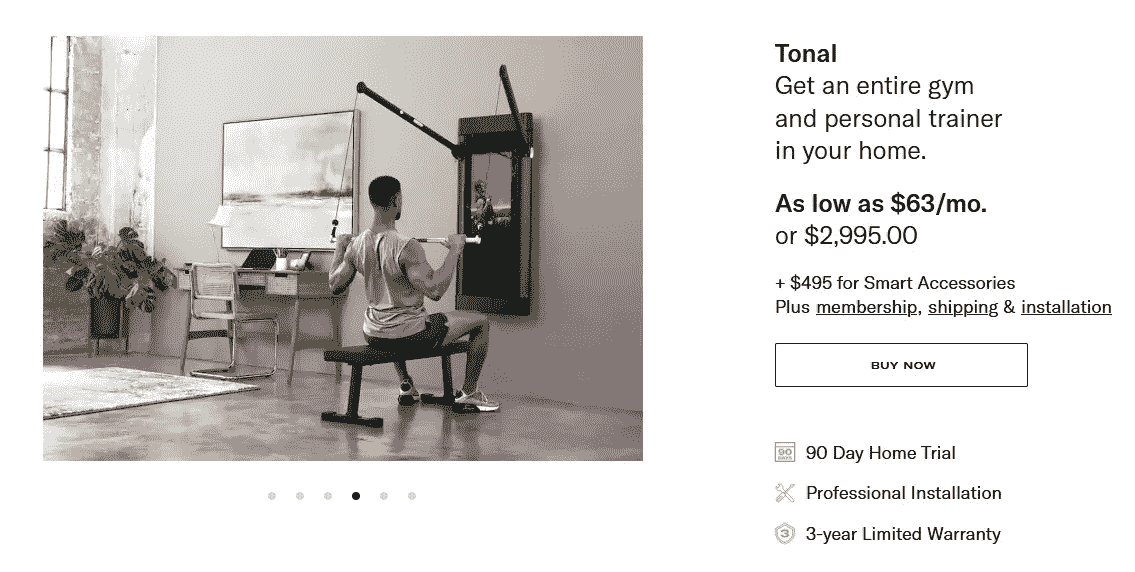 Tonal
Get an entire gym
and personal trainer
in your home.
As low as $63/mo.
or $2,995.00
+ $495 for Smart Accessories
Plus membership, shipping & installation
BUY NOW
90 Day Home Trial
Professional Installation
3
3-year Limited Warranty